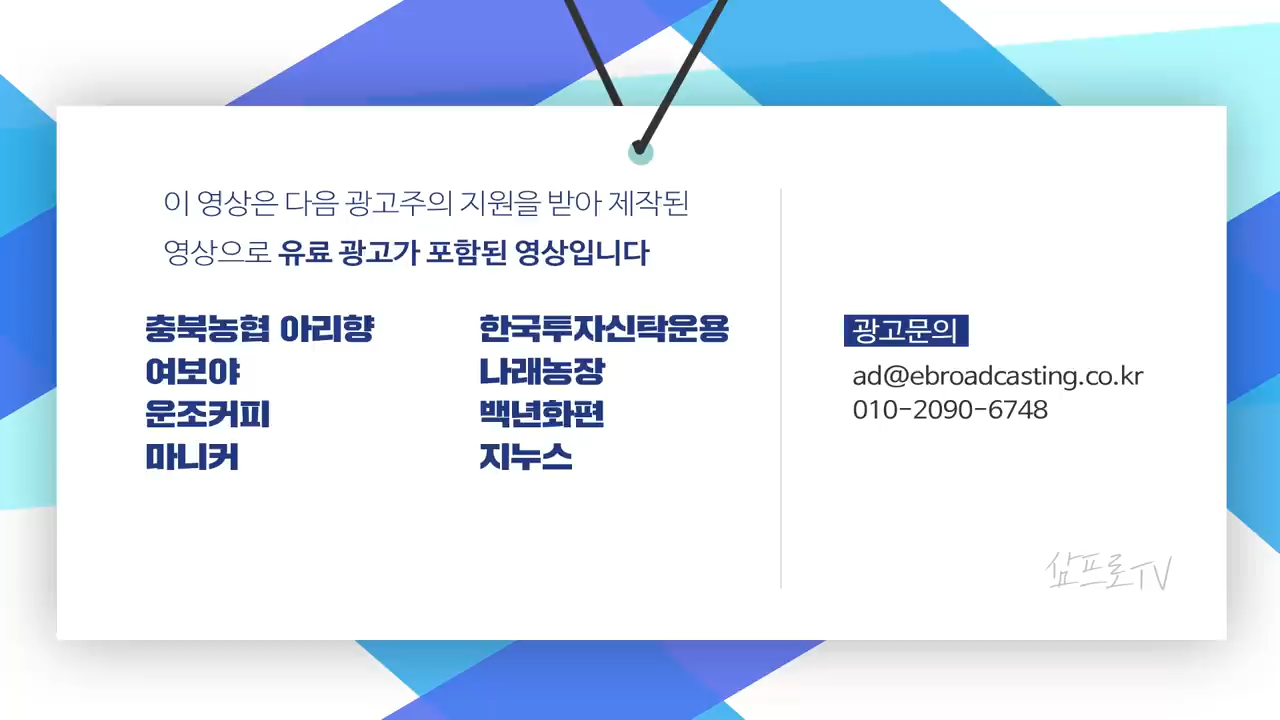 이 영상은 다음 광고주의 지원을 받아 제작된
영상으로 유료 광고가 포함된 영상입니다
충북농협 아리향
여보야
운조커피
마니커
한국투자신탁운용
나래농장
백년화편
지누스
광고문의
ad@ebroadcasting.co.kr
010-2090-6748
삼프로TV